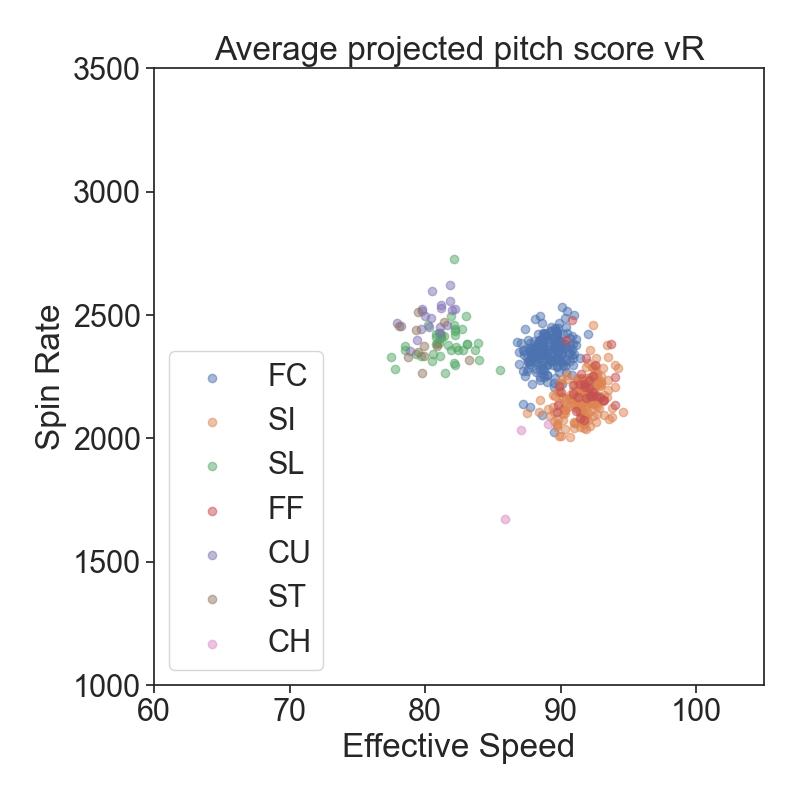 Average projected pitch score vR
3500
3000
2500
2000
1500
1000
Spin Rate
FC
SI
SL
FF
CU
ST
CH
60 70 80 90 100
Effective Speed